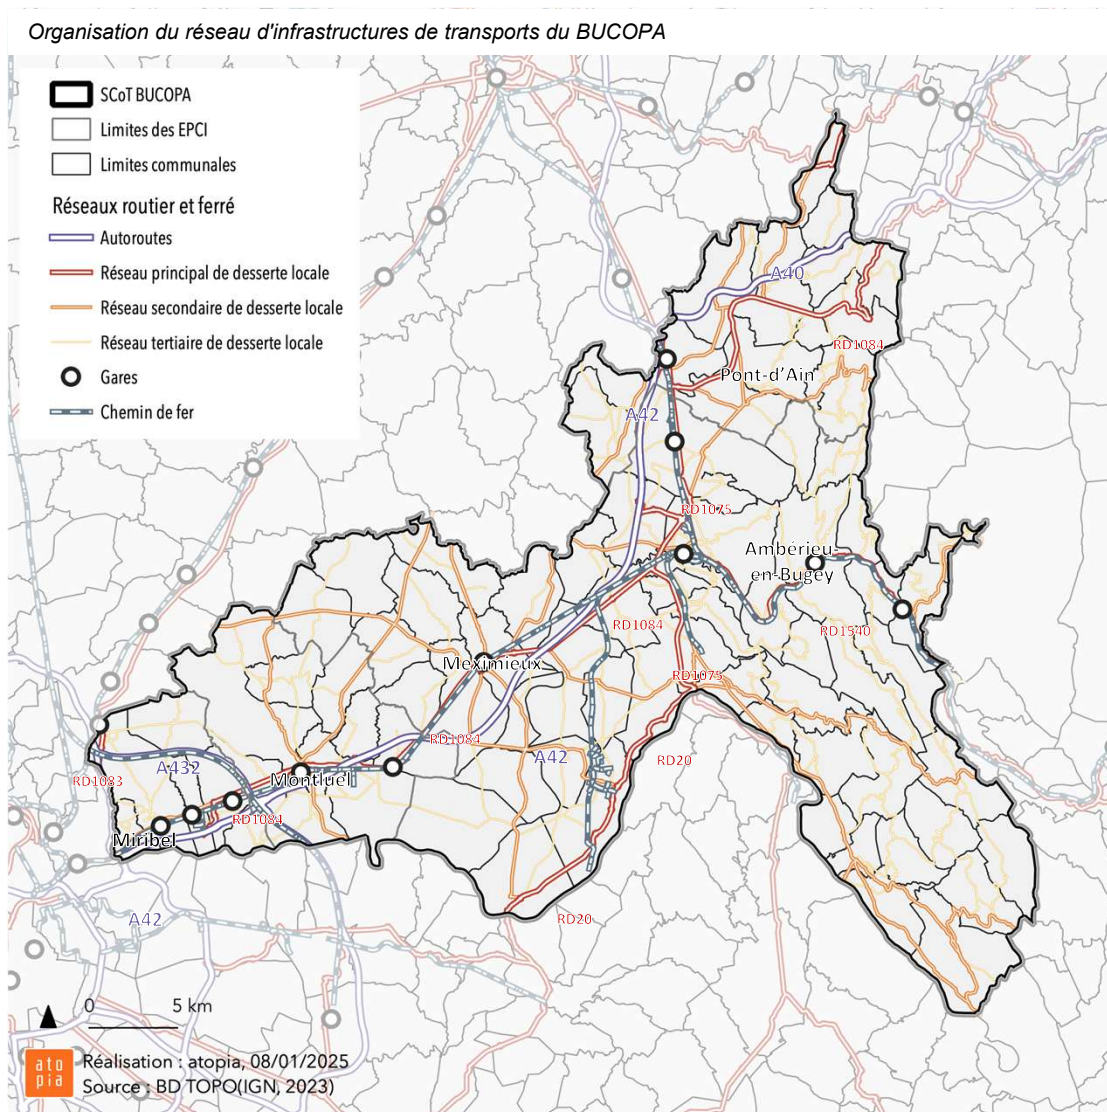 Organisation du réseau d'infrastructures de transports du BUCOPA
SCoT BUCOPA
Limites des EPCI
Limites communales
Réseaux routier et ferré
Autoroutes
Réseau principal de desserte locale
Réseau secondaire de desserte locale
Réseau tertiaire de desserte locale
Gares
Chemin de fer
A40
RD1084
Pont-d'Ain
A42
RD1075
Ambérieu-
en-Bugey
RD1084
RD1540
Meximieux
RD1075
RD1084
A42
RD20
A432
RD1083
Montluel
RD1084
Miribel
A42
RD20
0 5 km
ato
pia
Réalisation : atopia, 08/01/2025
Source : BD TOPO(IGN, 2023)